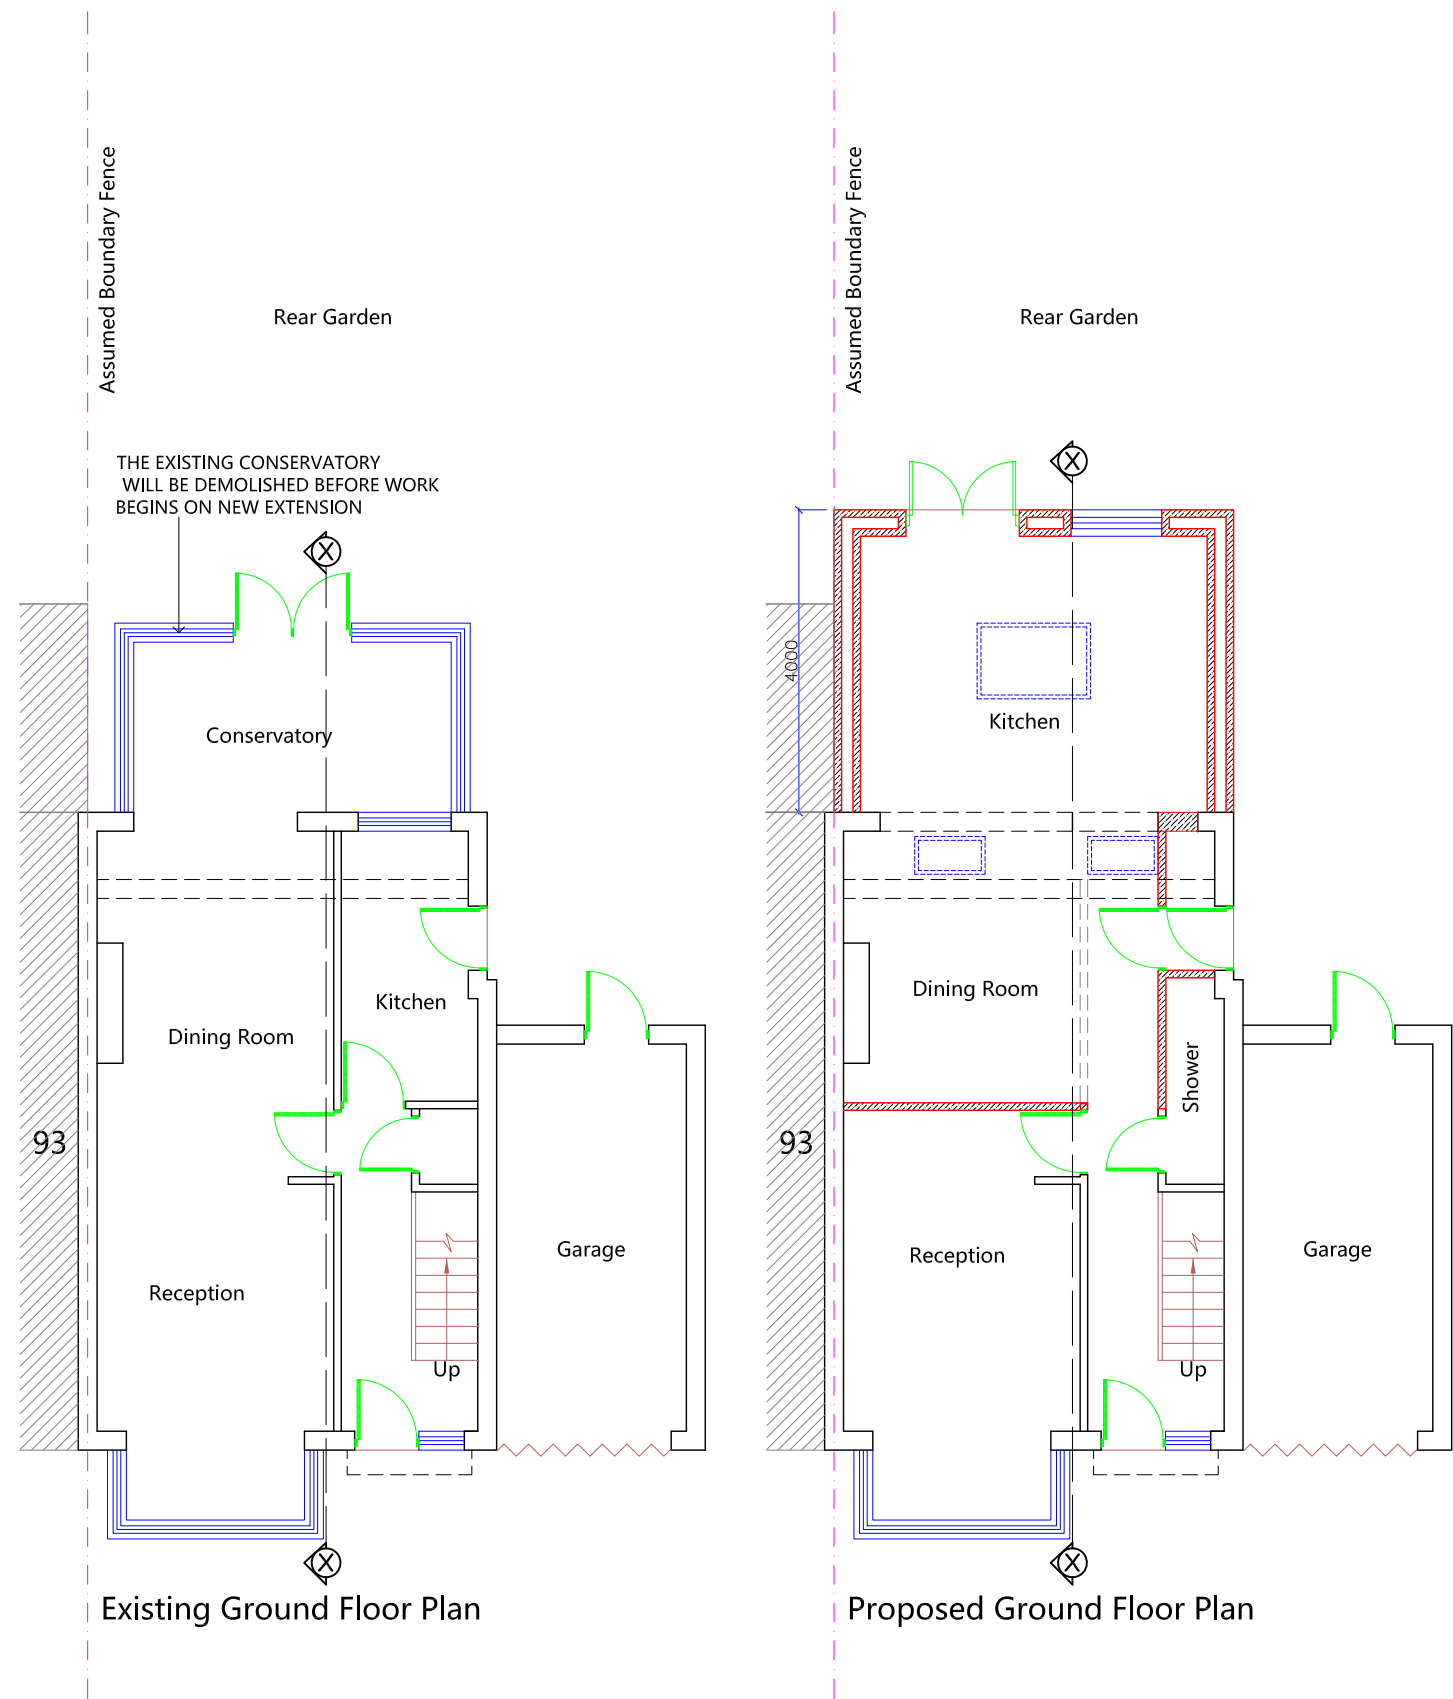 Assumed Boundary Fence
Rear Garden
THE EXISTING CONSERVATORY
WILL BE DEMOLISHED BEFORE WORK
BEGINS ON NEW EXTENSION
X
Conservatory
Kitchen
Dining Room
93
Garage
Reception
Up
X
Existing Ground Floor Plan
Assumed Boundary Fence
Rear Garden
X
4000
Kitchen
Dining Room
Shower
93
Reception
Garage
Up
X
Proposed Ground Floor Plan